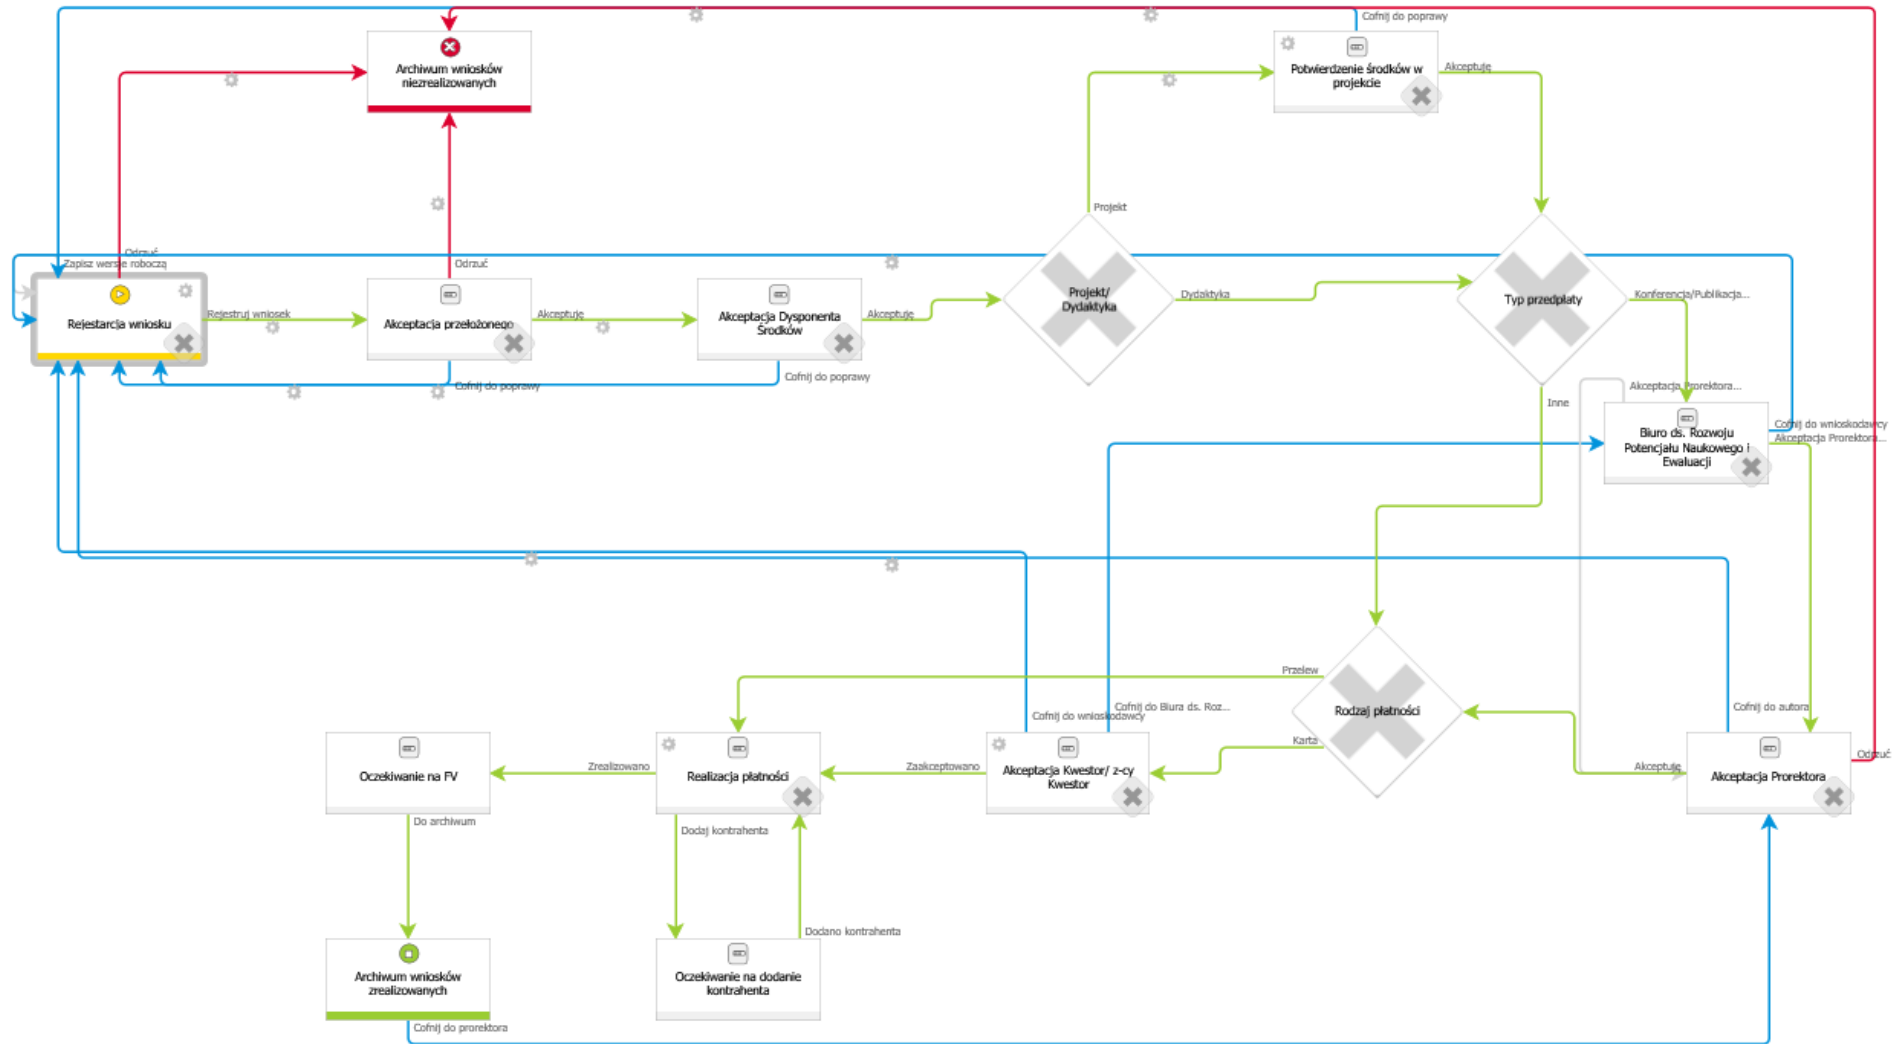 Cofnij do poprawy
Archiwum wniosków
niezrealizowanych
Potwierdzenie środków w
projekcie
Akceptuję
Projekt
Odrzuć
Zapisz wersję roboczą
Odrzuć
Rejestarcja wniosku
Rejestruj wniosek
Akceptacja przełożonego
Akceptuję
Akceptacja Dysponenta
Środków
Akceptuję
Projekt/
Dydaktyka
Dydaktyka
Typ przedpłaty
Konferencja/Publikacja...
Cofnij do poprawy
Cofnij do poprawy
Inne
Akceptacja Prorektora...
Biuro ds. Rozwoju
Potencjału Naukowego i
Ewaluacji
Cofnij do wnioskodawcy
Akceptacja Prorektora...
Przelew
Rodzaj płatności
Karta
Cofnij do wnioskodawcy
Cofnij do Biura ds. Roz...
Cofnij do autora
Odrzuć
Oczekiwanie na FV
Zrealizowano
Realizacja płatności
Zaakceptowano
Akceptacja Kwestor/ z-cy
Kwestor
Akceptuję
Akceptacja Prorektora
Do archiwum
Dodaj kontrahenta
Dodano kontrahenta
Archiwum wniosków
zrealizowanych
Oczekiwanie na dodanie
kontrahenta
Cofnij do prorektora